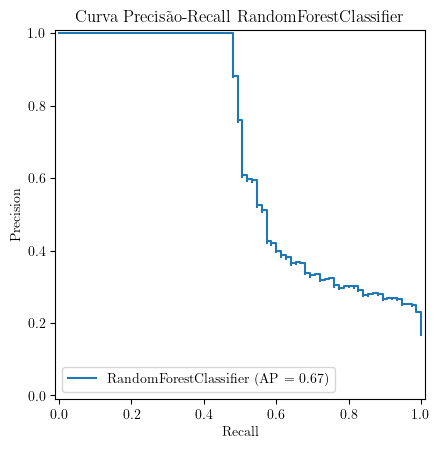 Curva Precisão-Recall RandomForestClassifier
1.0
0.8
0.6
0.4
0.2
0.0
Precision
RandomForestClassifier (AP = 0.67)
0.0 0.2 0.4 0.6 0.8 1.0
Recall